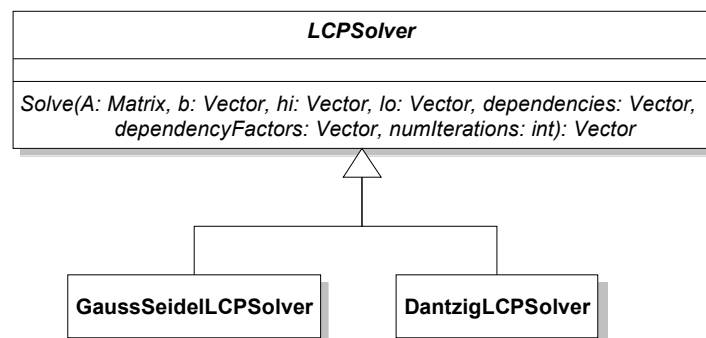 LCPSolver
Solve(A: Matrix, b: Vector, hi: Vector, lo: Vector, dependencies: Vector,
dependencyFactors: Vector, numIterations: int): Vector
GaussSeidelLCPSolver
DantzigLCPSolver